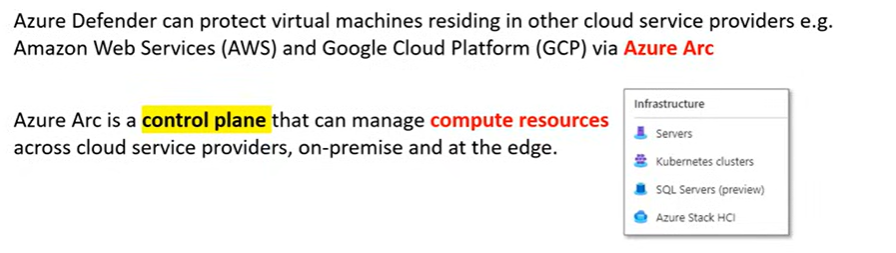 Azure Defender can protect virtual machines residing in other cloud service providers e.g.
Amazon Web Services (AWS) and Google Cloud Platform (GCP) via Azure Arc
Azure Arc is a control plane that can manage compute resources
across cloud service providers, on-premise and at the edge.
Infrastructure
Servers
Kubernetes clusters
SQL Servers (preview)
Azure Stack HCI